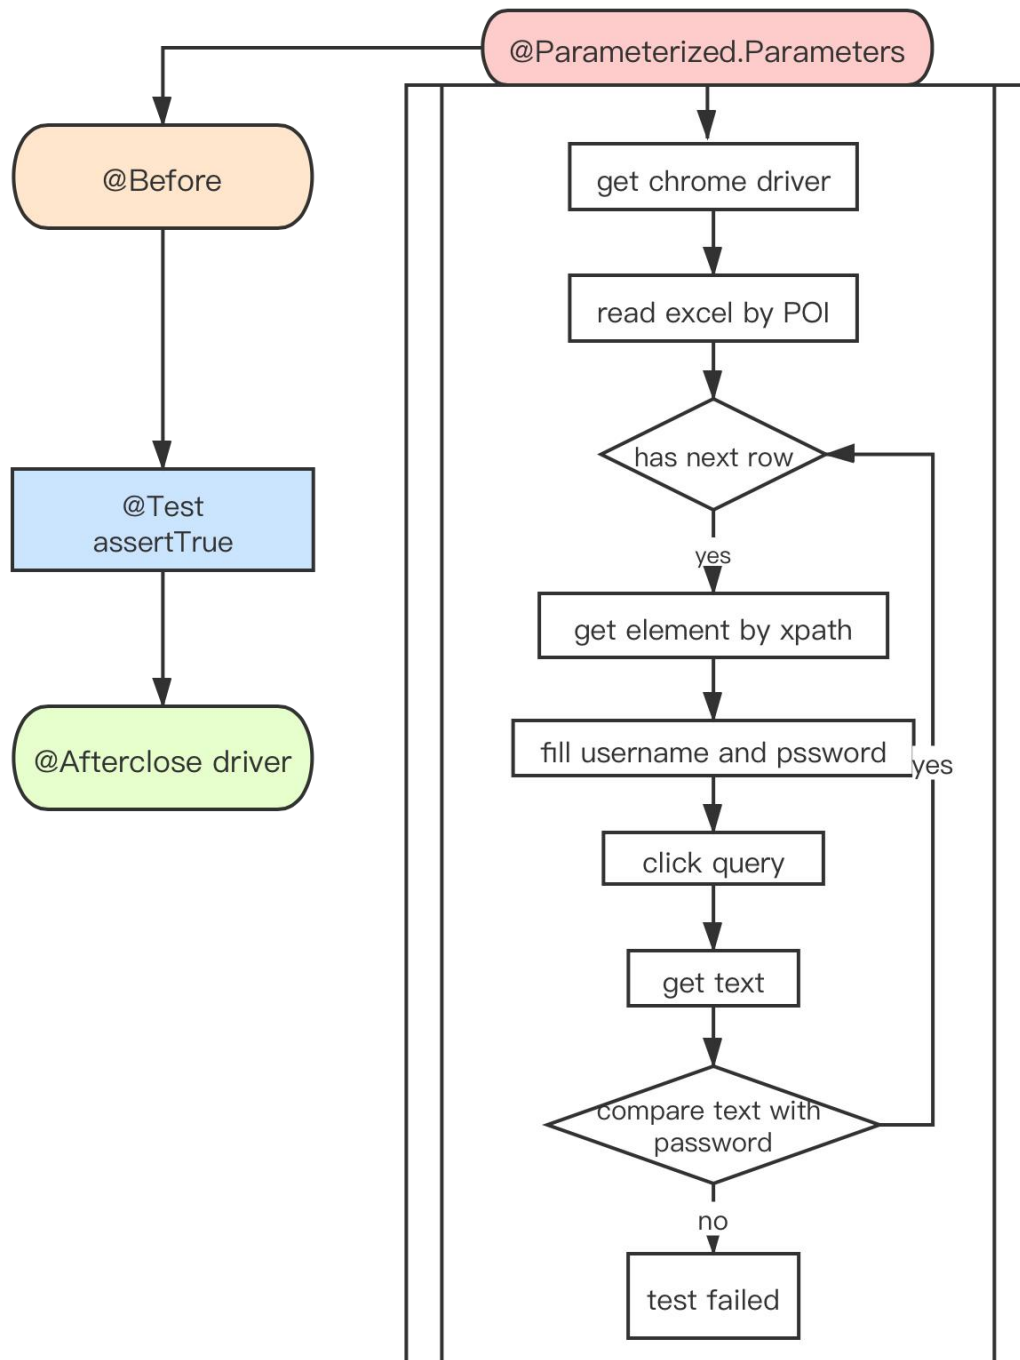 @Parameterized.Parameters
@Before
get chrome driver
read excel by POI
has next row
@Test
assertTrue
yes
get element by xpath
fill username and pssword
yes
@Afterclose driver
click query
get text
compare text with
password
no
test failed